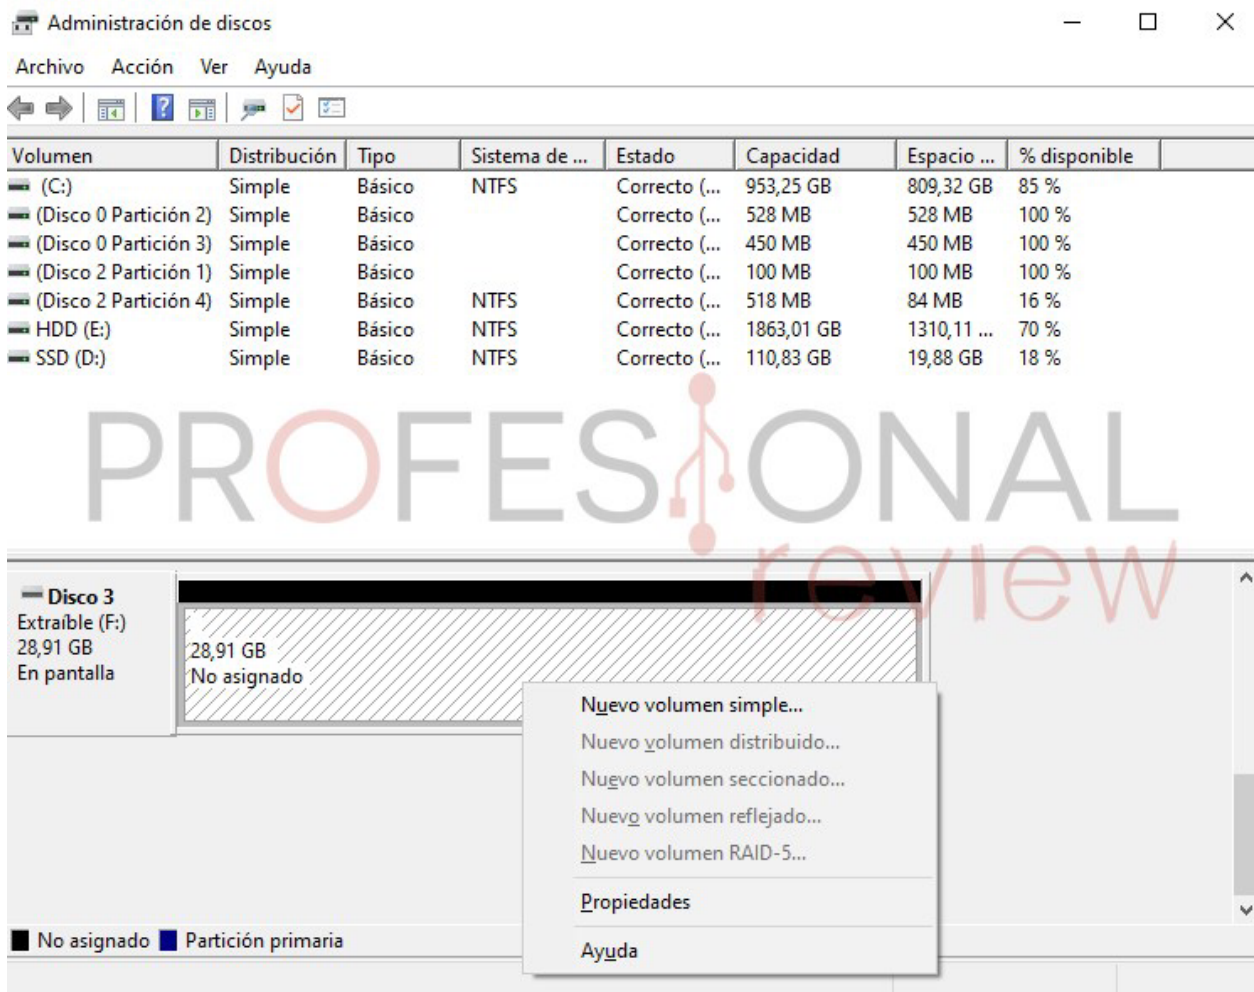 Administración de discos
Archivo Acción Ver Ayuda
Volumen Distribución Tipo Sistema de ... Estado Capacidad Espacio ... % disponible
(C:) Simple Básico NTFS Correcto (... 953,25 GB 809,32 GB 85 %
(Disco 0 Partición 2) Simple Básico Correcto (... 528 MB 528 MB 100 %
(Disco 0 Partición 3) Simple Básico Correcto (... 450 MB 450 MB 100 %
(Disco 2 Partición 1) Simple Básico Correcto (... 100 MB 100 MB 100 %
(Disco 2 Partición 4) Simple Básico NTFS Correcto (... 518 MB 84 MB 16 %
HDD (E:) Simple Básico NTFS Correcto (... 1863,01 GB 1310,11 ... 70 %
SSD (D:) Simple Básico NTFS Correcto (... 110,83 GB 19,88 GB 18 %
PROFESIONAL
review
Disco 3
Extraíble (F:)
28,91 GB
En pantalla
28,91 GB
No asignado
Nuevo volumen simple...
Nuevo volumen distribuido...
Nuevo volumen seccionado...
Nuevo volumen reflejado...
Nuevo volumen RAID-5...
Propiedades
Ayuda
No asignado Partición primaria